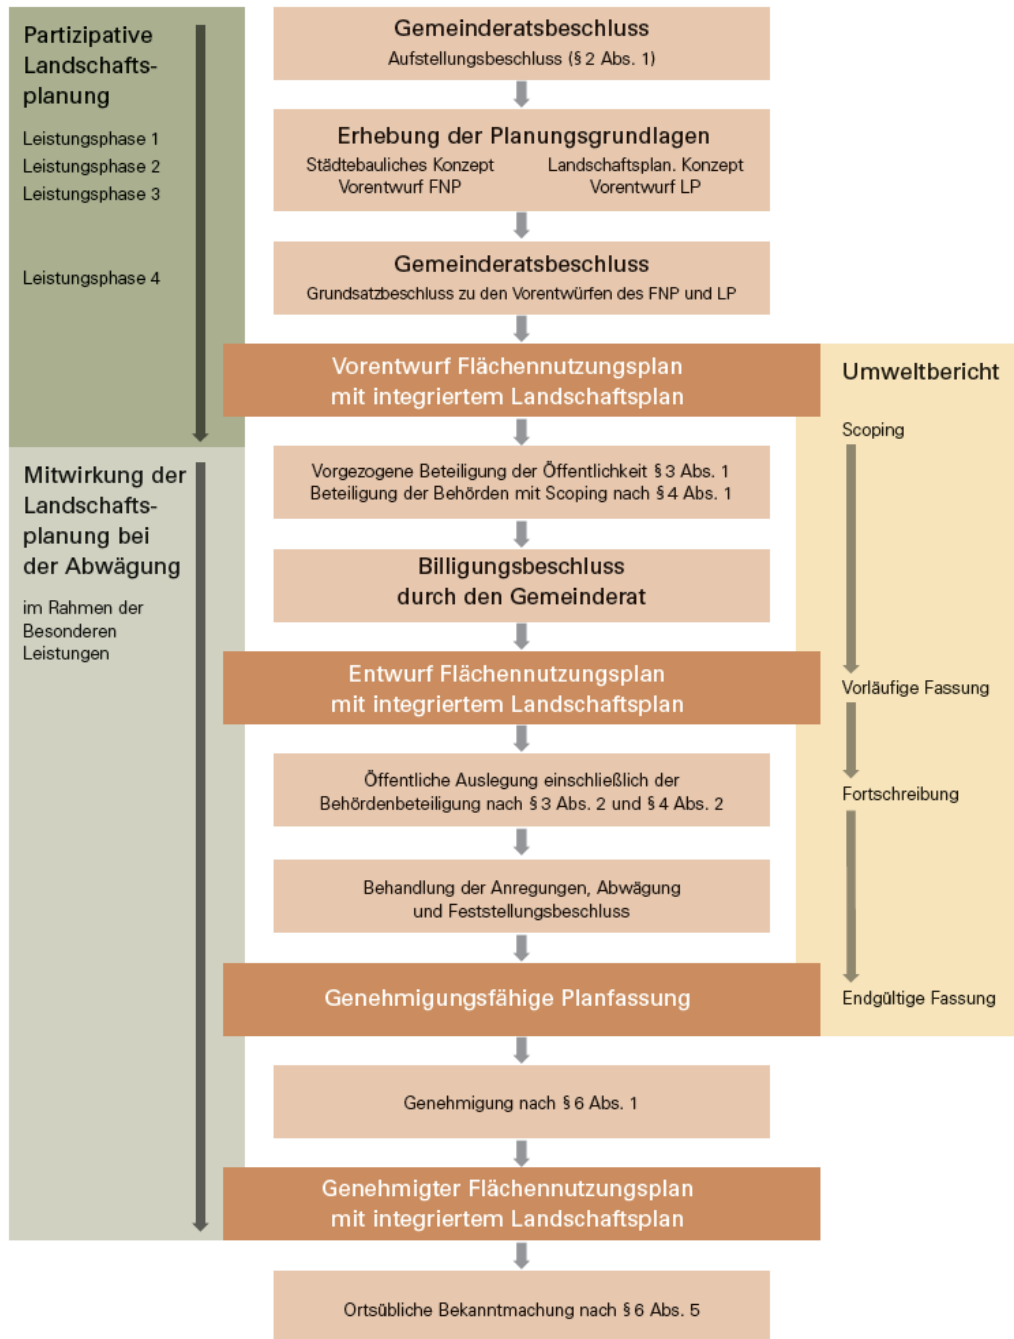 Partizipative
Landschafts-
planung
Leistungsphase 1
Leistungsphase 2
Leistungsphase 3
Leistungsphase 4
Mitwirkung der
Landschafts-
planung bei
der Abwägung
im Rahmen der
Besonderen
Leistungen
Gemeinderatsbeschluss
Aufstellungsbeschluss (§ 2 Abs. 1)
Erhebung der Planungsgrundlagen
Städtebauliches Konzept
Vorentwurf FNP
Landschaftsplan. Konzept
Vorentwurf LP
Gemeinderatsbeschluss
Grundsatzbeschluss zu den Vorentwürfen des FNP und LP
Vorentwurf Flächennutzungsplan
mit integriertem Landschaftsplan
Vorgezogene Beteiligung der Öffentlichkeit § 3 Abs. 1
Beteiligung der Behörden mit Scoping nach § 4 Abs. 1
Billigungsbeschluss
durch den Gemeinderat
Entwurf Flächennutzungsplan
mit integriertem Landschaftsplan
Öffentliche Auslegung einschließlich der
Behördenbeteiligung nach § 3 Abs. 2 und § 4 Abs. 2
Behandlung der Anregungen, Abwägung
und Feststellungsbeschluss
Genehmigungsfähige Planfassung
Genehmigung nach § 6 Abs. 1
Genehmigter Flächennutzungsplan
mit integriertem Landschaftsplan
Ortsübliche Bekanntmachung nach § 6 Abs. 5
Umweltbericht
Scoping
Vorläufige Fassung
Fortschreibung
Endgültige Fassung